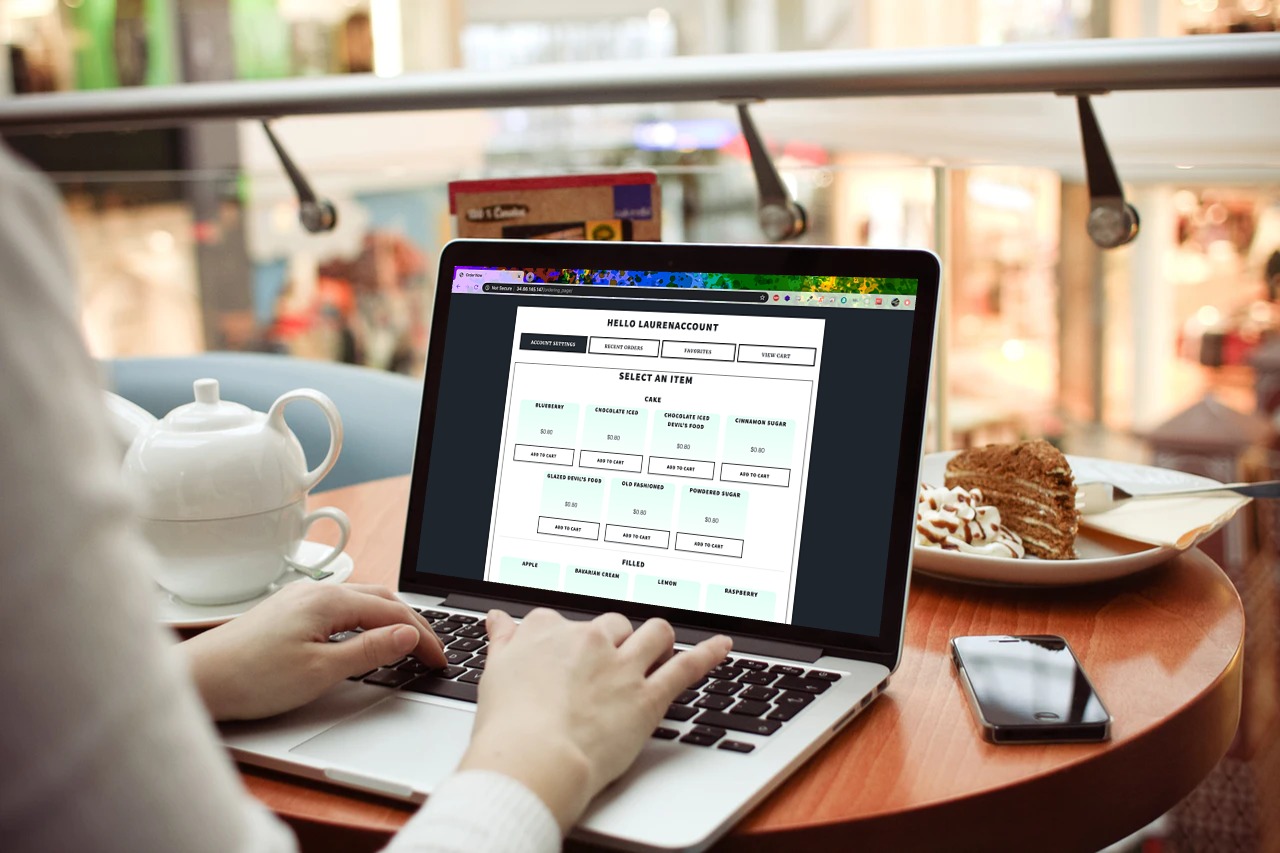 Order Now
Not Secure | 34.68.145.147/ordering_page/
HELLO LAURENACCOUNT
ACCOUNT SETTINGS
RECENT ORDERS
FAVORITES
VIEW CART
SELECT AN ITEM
CAKE
BLUEBERRY
CHOCOLATE ICED
CHOCOLATE ICED
DEVIL'S FOOD
CINNAMON SUGAR
$0.80
$0.80
$0.80
$0.80
ADD TO CART
ADD TO CART
ADD TO CART
ADD TO CART
GLAZED DEVIL'S FOOD
OLD FASHIONED
POWDERED SUGAR
$0.80
$0.80
$0.80
ADD TO CART
ADD TO CART
ADD TO CART
FILLED
APPLE
BAVARIAN CREAM
LEMON
RASPBERRY